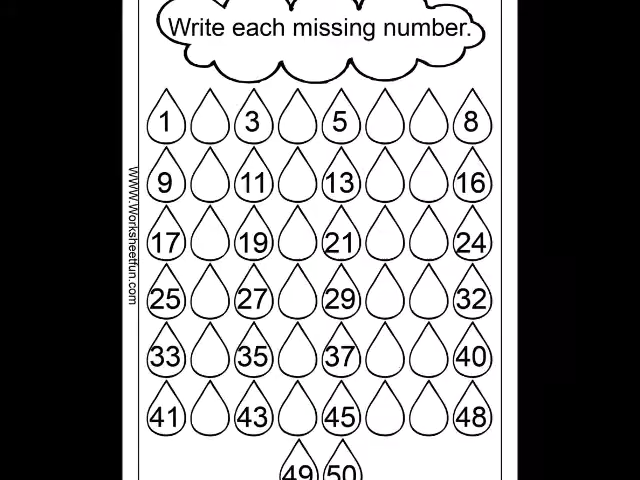 Write each missing number.
1 3 5 8
9 11 13 16
17 19 21 24
25 27 29 32
33 35 37 40
41 43 45 48
49 50
WWW.Worksheetfun.com